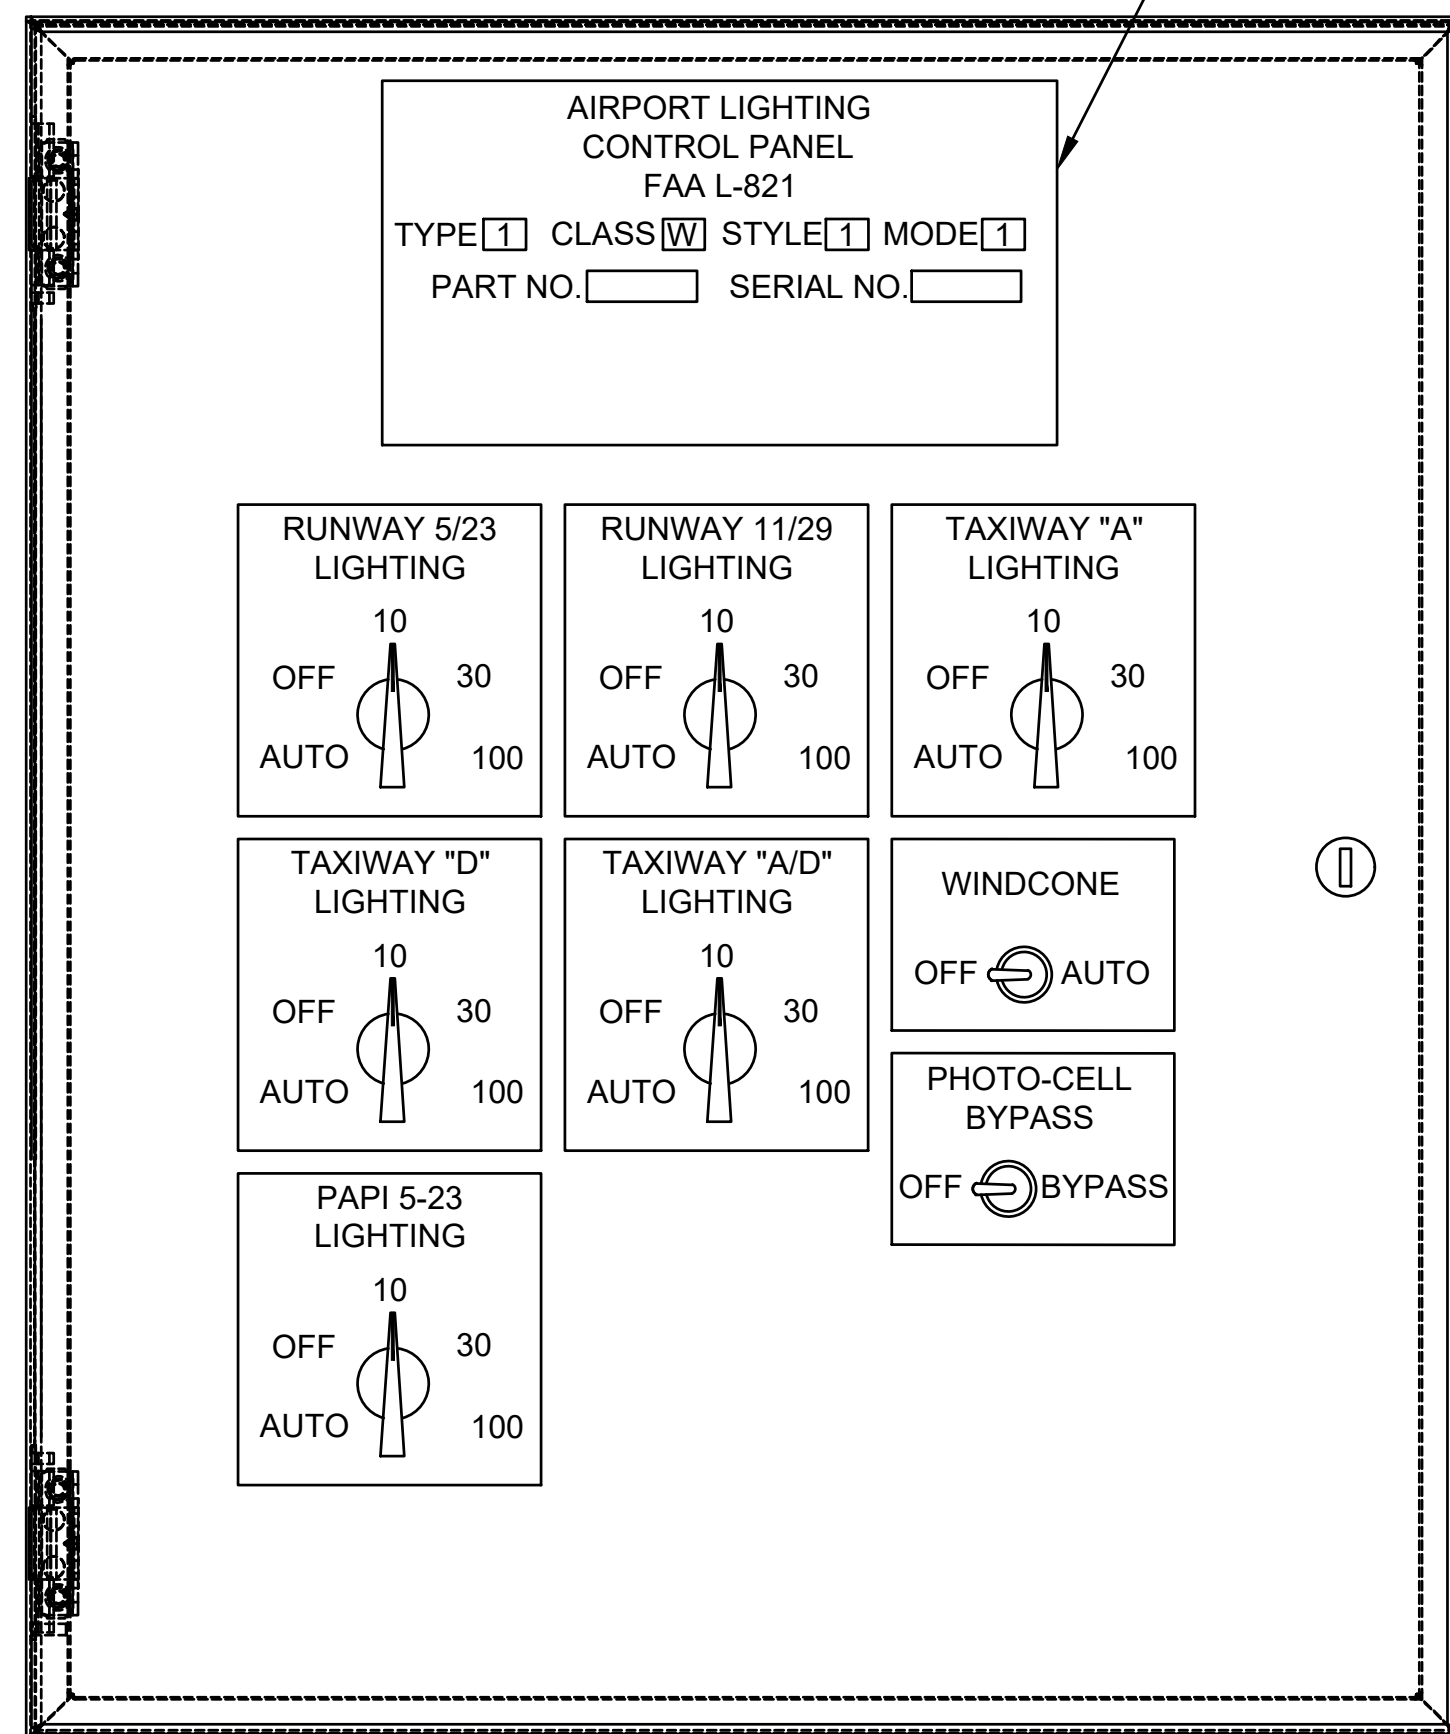 AIRPORT LIGHTING
CONTROL PANEL
FAA L-821
TYPE 1 CLASS W STYLE 1 MODE 1
PART NO. SERIAL NO.
RUNWAY 5/23
LIGHTING
10
OFF 30
AUTO 100
RUNWAY 11/29
LIGHTING
10
OFF 30
AUTO 100
TAXIWAY "A"
LIGHTING
10
OFF 30
AUTO 100
TAXIWAY "D"
LIGHTING
10
OFF 30
AUTO 100
TAXIWAY "A/D"
LIGHTING
10
OFF 30
AUTO 100
WINDCONE
OFF AUTO
PHOTO-CELL
BYPASS
OFF BYPASS
PAPI 5-23
LIGHTING
10
OFF 30
AUTO 100